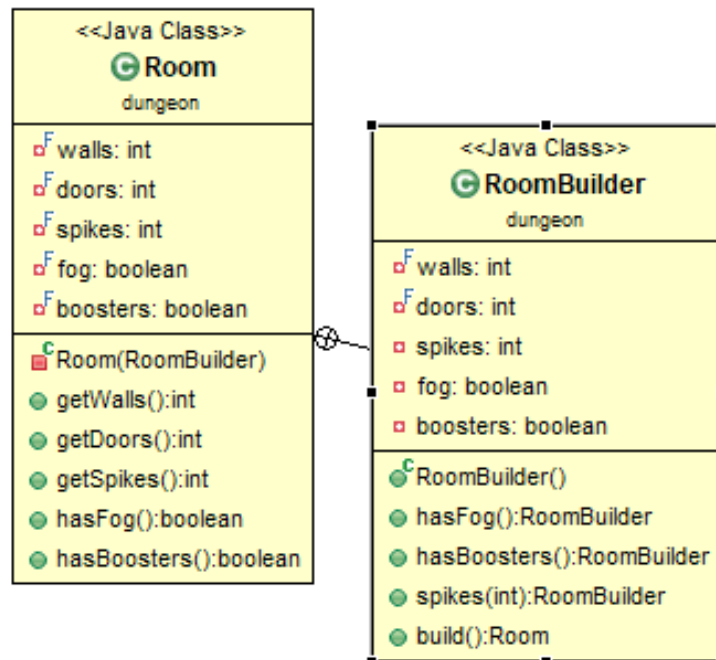 <<Java Class>>
C Room
dungeon
F walls: int
F doors: int
F spikes: int
F fog: boolean
F boosters: boolean
C Room(RoomBuilder)
getWalls():int
getDoors():int
getSpikes():int
hasFog():boolean
hasBoosters():boolean
<<Java Class>>
C RoomBuilder
dungeon
F walls: int
F doors: int
spikes: int
fog: boolean
boosters: boolean
C RoomBuilder()
hasFog():RoomBuilder
hasBoosters():RoomBuilder
spikes(int):RoomBuilder
build():Room